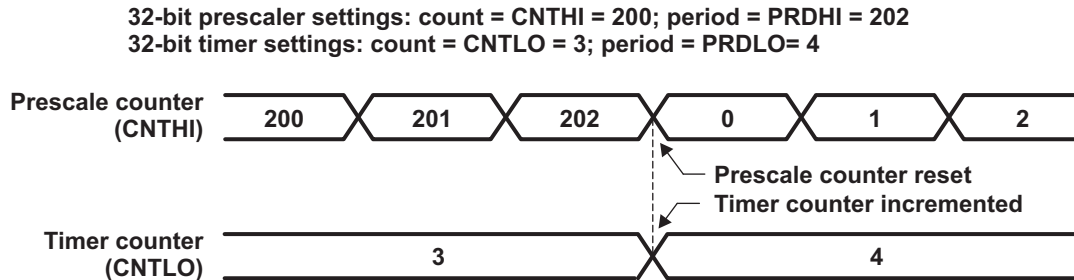 32-bit prescaler settings: count = CNTHI = 200; period = PRDHI = 202
32-bit timer settings: count = CNTLO = 3; period = PRDLO= 4
Prescale counter
(CNTHI)
200 201 202 0 1 2
Prescale counter reset
Timer counter incremented
Timer counter
(CNTLO)
3 4